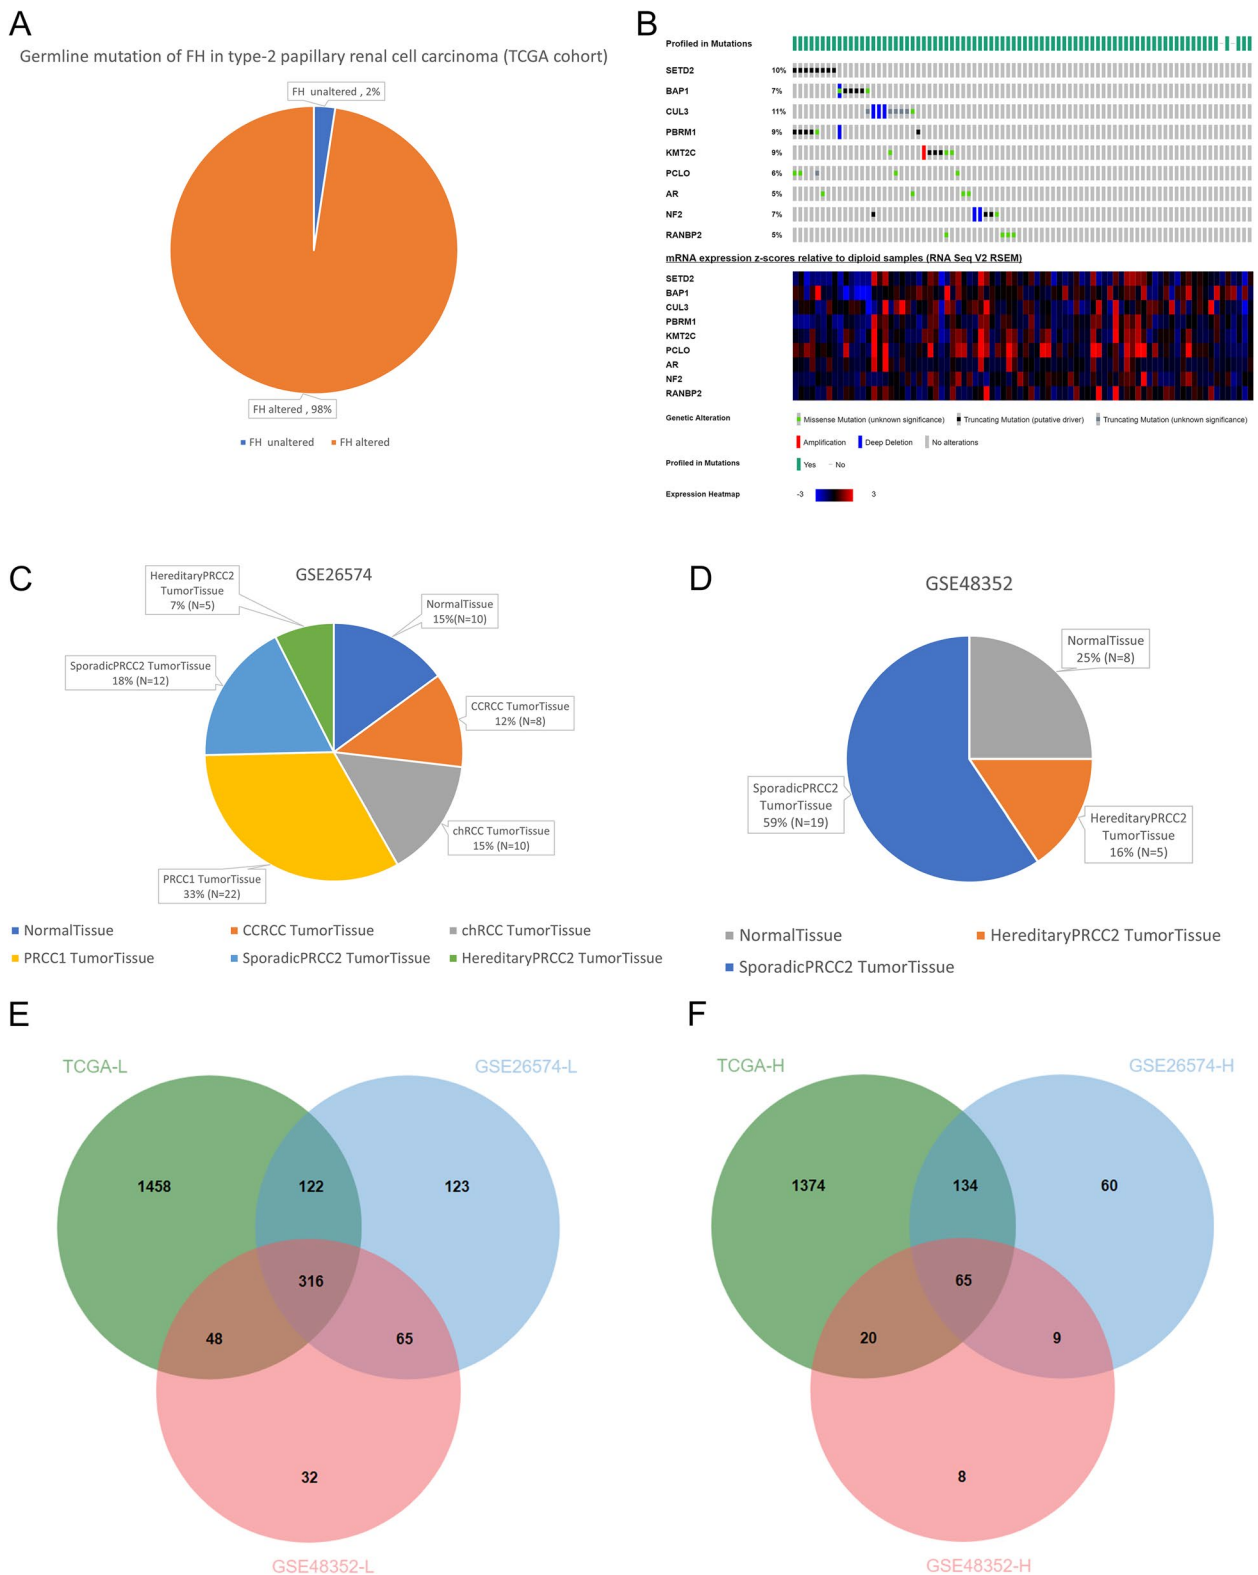 A
Germline mutation of FH in type-2 papillary renal cell carcinoma (TCGA cohort)
FH unaltered , 2%
FH altered , 98%
FH unaltered
FH altered
B
Profiled in Mutations
SETD2 10%
BAP1 7%
CUL3 11%
PBRM1 9%
KMT2C 9%
PCLO 6%
AR 5%
NF2 7%
RANBP2 5%
mRNA expression z-scores relative to diploid samples (RNA Seq V2 RSEM)
SETD2
BAP1
CUL3
PBRM1
KMT2C
PCLO
AR
NF2
RANBP2
Genetic Alteration
Missense Mutation (unknown significance)
Truncating Mutation (putative driver)
Truncating Mutation (unknown significance)
Amplification
Deep Deletion
No alterations
Profiled in Mutations
Yes
- No
Expression Heatmap
-3
3
C
GSE26574
HereditaryPRCC2
TumorTissue
7% (N=5)
NormalTissue
15%(N=10)
SporadicPRCC2 TumorTissue
18% (N=12)
CCRCC TumorTissue
12% (N=8)
chRCC TumorTissue
15% (N=10)
PRCC1 TumorTissue
33% (N=22)
NormalTissue
CCRCC TumorTissue
chRCC TumorTissue
PRCC1 TumorTissue
SporadicPRCC2 TumorTissue
HereditaryPRCC2 TumorTissue
D
GSE48352
NormalTissue
25% (N=8)
SporadicPRCC2
TumorTissue
59% (N=19)
HereditaryPRCC2
TumorTissue
16% (N=5)
NormalTissue
HereditaryPRCC2 TumorTissue
SporadicPRCC2 TumorTissue
E
TCGA-L
GSE26574-L
1458
122
123
316
48
65
32
GSE48352-L
F
TCGA-H
GSE26574-H
1374
134
60
65
20
9
8
GSE48352-H